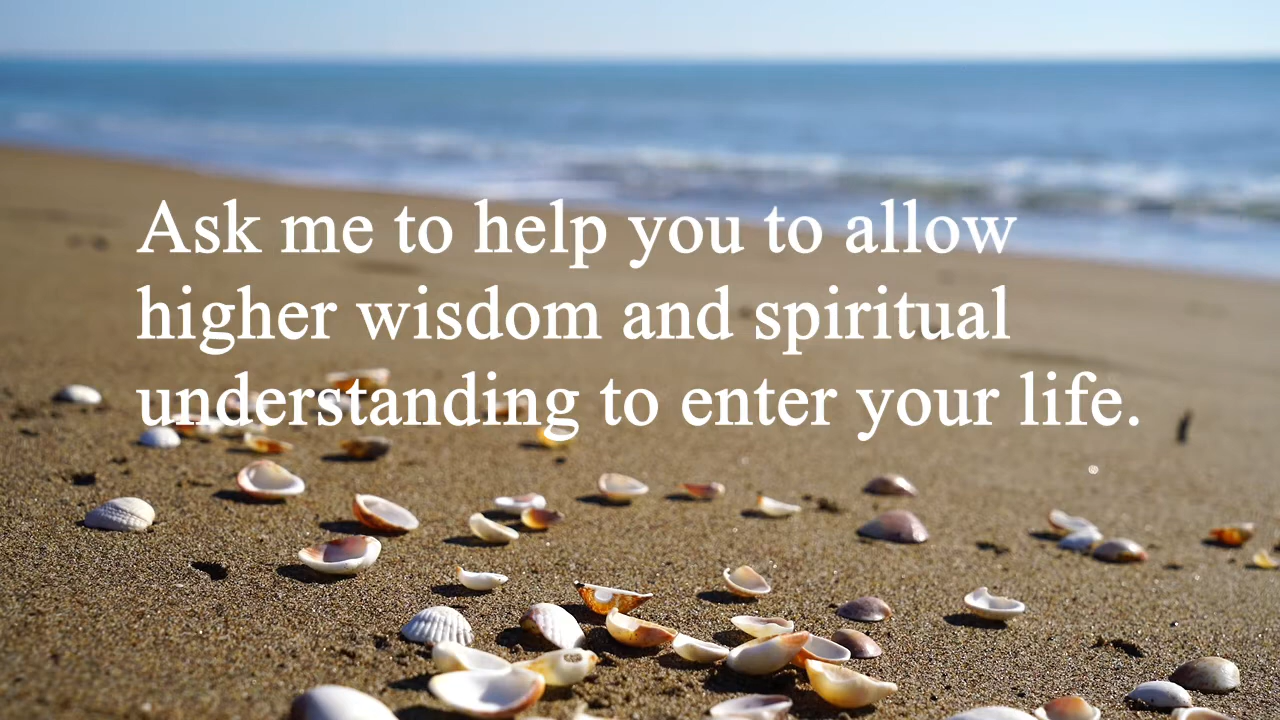 Ask me to help you to allow
higher wisdom and spiritual
understanding to enter your life.